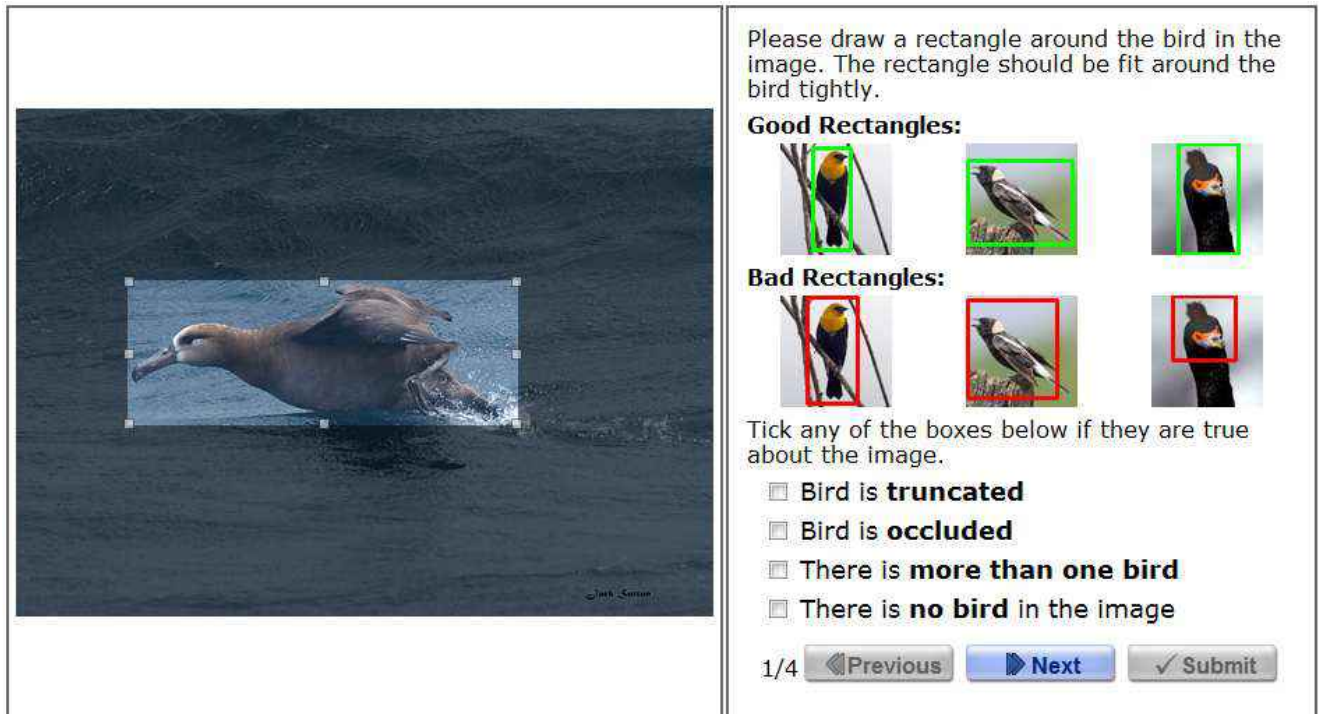 Please draw a rectangle around the bird in the
image. The rectangle should be fit around the
bird tightly.
Good Rectangles:
Bad Rectangles:
Tick any of the boxes below if they are true
about the image.
Bird is truncated
Bird is occluded
There is more than one bird
There is no bird in the image
1/4 Previous Next Submit